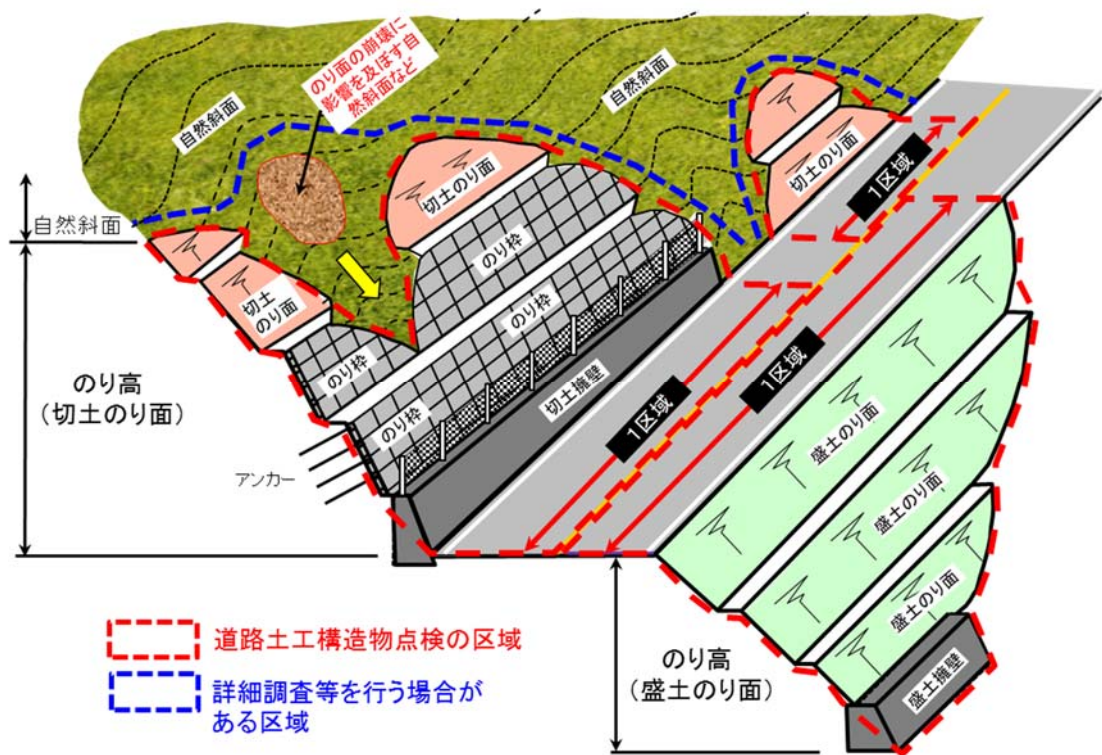 のり面の崩壊に
影響を及ぼす自
然斜面など
自然斜面
自然斜面
自然斜面
切土のり面
切土のり面
切土のり面
切土
のり面
のり枠
のり枠
のり枠
のり枠
切土擁壁
アンカー
のり高
(切土のり面)
1区域
1区域
1区域
盛土のり面
盛土のり面
盛土のり面
盛土擁壁
のり高
(盛土のり面)
道路土工構造物点検の区域
詳細調査等を行う場合が
ある区域